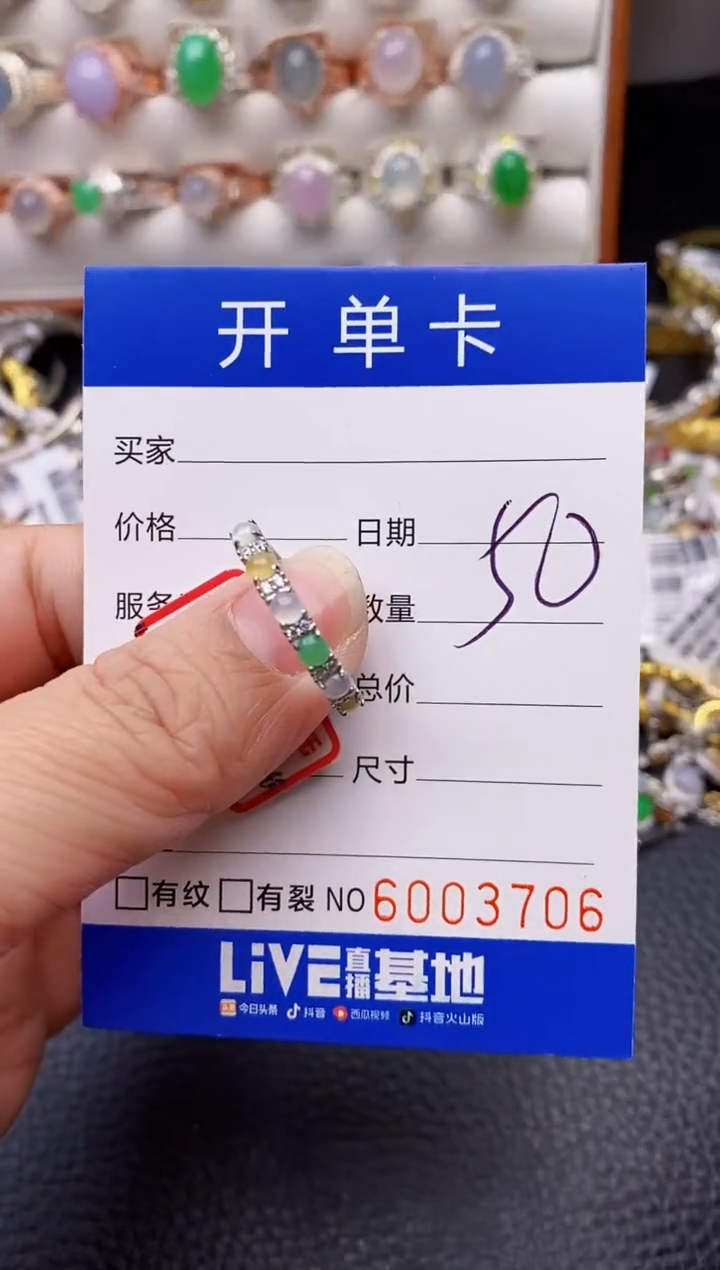 开单卡
买家
价格 日期
50
服务 数量
总价
尺寸
有纹 有裂 NO 6003706
LiVE直播基地
今日头条 抖音 西瓜视频 抖音火山版